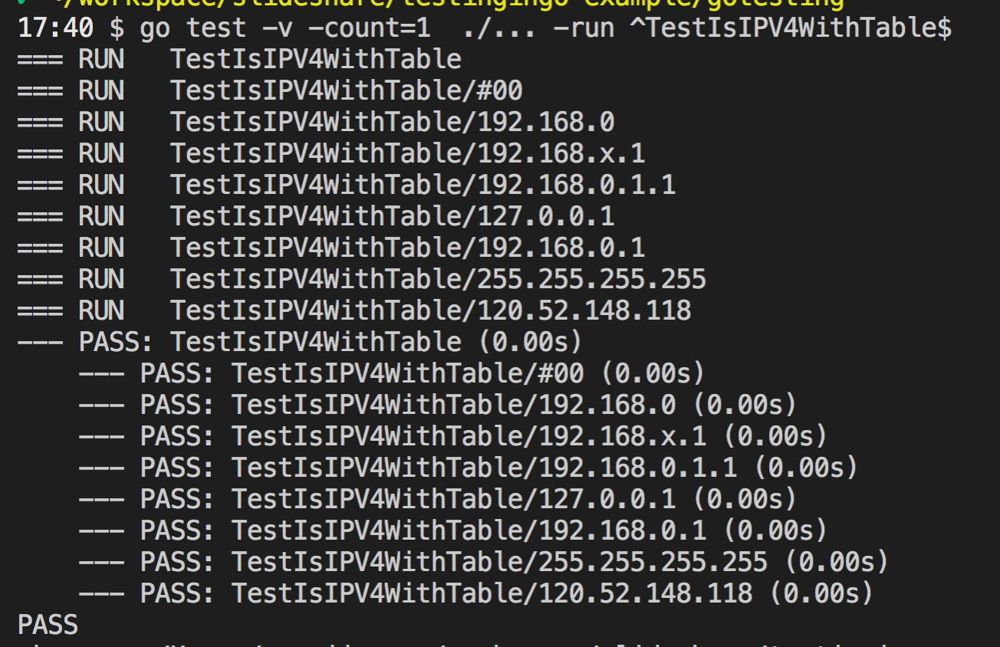 ~/workspace/slideshare/testingingo-example/gotesting
17:40 $ go test -v -count=1  ./... -run ^TestIsIPV4WithTable$
=== RUN   TestIsIPV4WithTable
=== RUN   TestIsIPV4WithTable/#00
=== RUN   TestIsIPV4WithTable/192.168.0
=== RUN   TestIsIPV4WithTable/192.168.x.1
=== RUN   TestIsIPV4WithTable/192.168.0.1.1
=== RUN   TestIsIPV4WithTable/127.0.0.1
=== RUN   TestIsIPV4WithTable/192.168.0.1
=== RUN   TestIsIPV4WithTable/255.255.255.255
=== RUN   TestIsIPV4WithTable/120.52.148.118
--- PASS: TestIsIPV4WithTable (0.00s)
    --- PASS: TestIsIPV4WithTable/#00 (0.00s)
    --- PASS: TestIsIPV4WithTable/192.168.0 (0.00s)
    --- PASS: TestIsIPV4WithTable/192.168.x.1 (0.00s)
    --- PASS: TestIsIPV4WithTable/192.168.0.1.1 (0.00s)
    --- PASS: TestIsIPV4WithTable/127.0.0.1 (0.00s)
    --- PASS: TestIsIPV4WithTable/192.168.0.1 (0.00s)
    --- PASS: TestIsIPV4WithTable/255.255.255.255 (0.00s)
    --- PASS: TestIsIPV4WithTable/120.52.148.118 (0.00s)
PASS